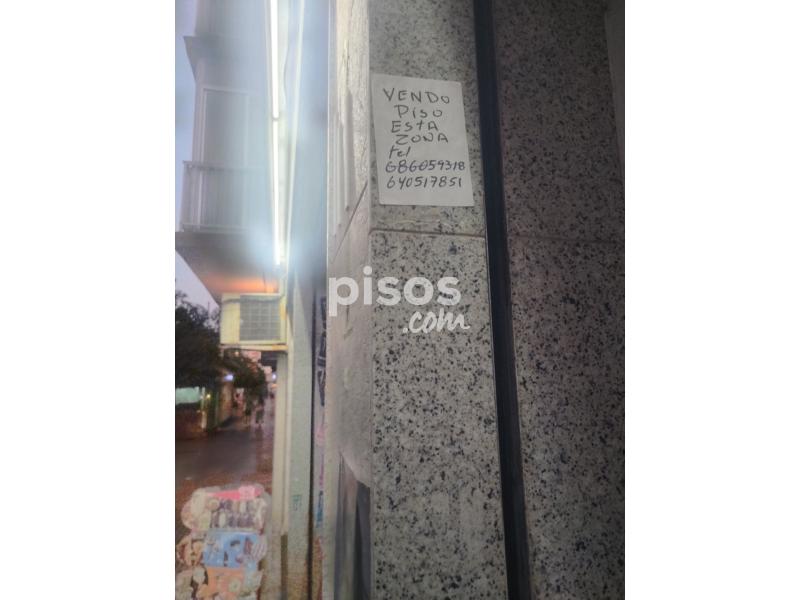 VENDO
Piso
EstA
ZONA
tel
686059318
640517851
pisos
.com